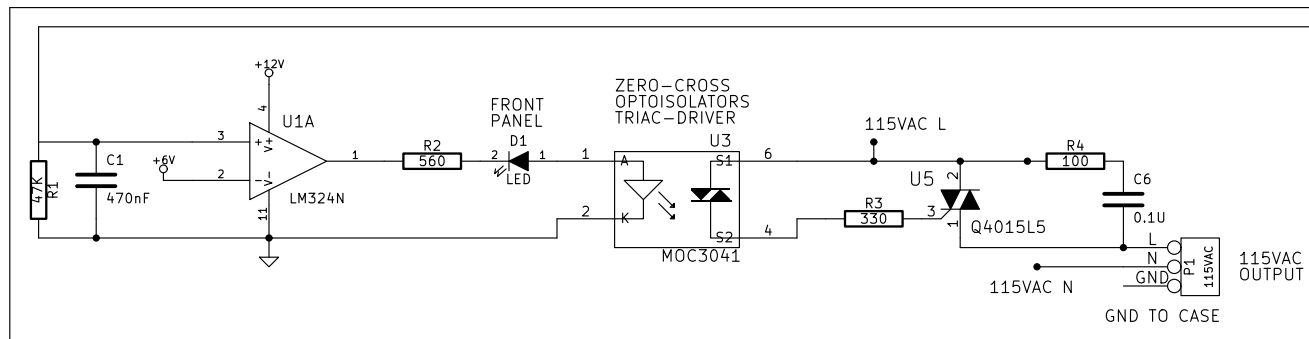 +12V
4
U1A
3
++
V+
+6V
2
--
V-
1
11
LM324N
C1
470nF
47K
R1
R2
560
FRONT
PANEL
D1
2
1
LED
ZERO-CROSS
OPTOISOLATORS
TRIAC-DRIVER
U3
1
A
S1
6
2
K
S2
4
MOC3041
115VAC L
R3
330
U5
2
3
1
Q4015L5
R4
100
C6
0.1U
L
N
GND
P1
115VAC
115VAC
OUTPUT
115VAC N
GND TO CASE